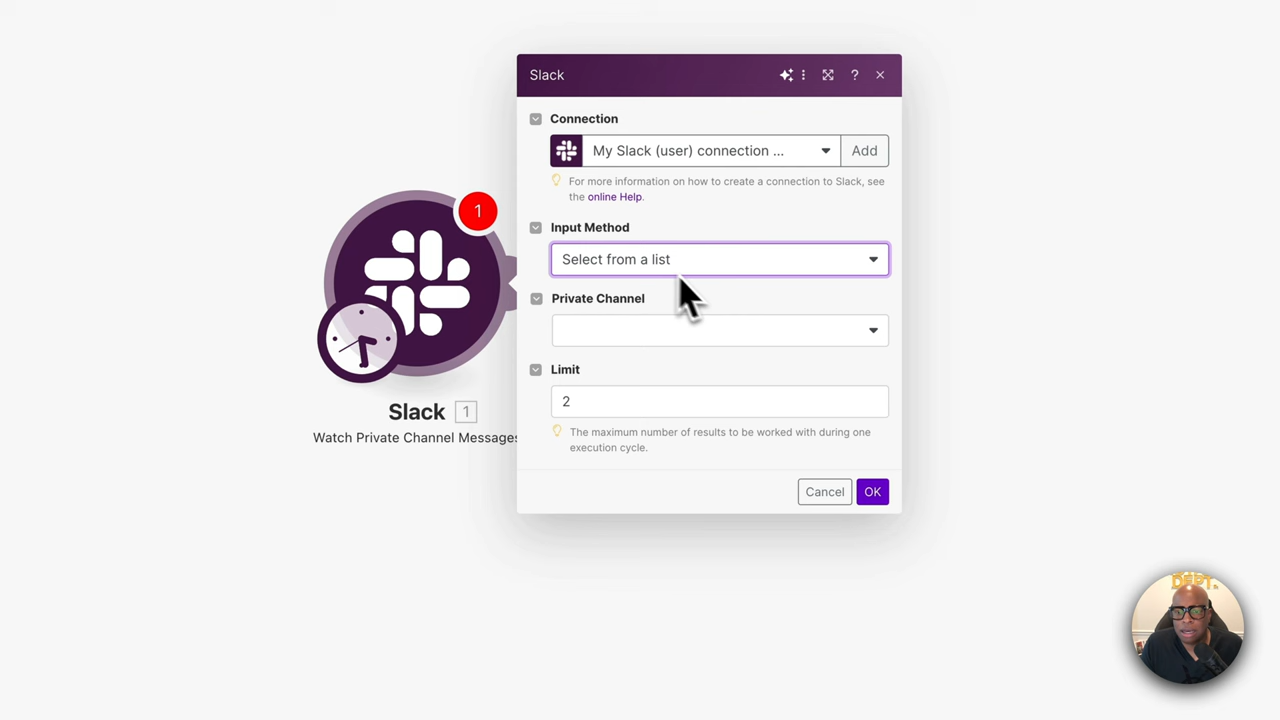 Slack
Connection
My Slack (user) connection ...
Add
For more information on how to create a connection to Slack, see
the online Help.
Input Method
Select from a list
Private Channel
Limit
2
The maximum number of results to be worked with during one
execution cycle.
Cancel
OK
1
Slack 1
Watch Private Channel Messages
DEPT